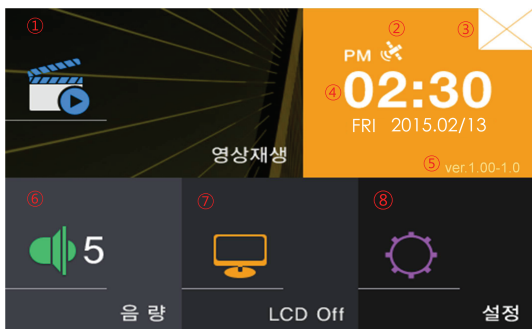 ①
②
③
PM
④ 02:30
FRI 2015.02/13
영상재생
⑤ ver.1.00-1.0
⑥
⑦
⑧
5
음 량
LCD Off
설정